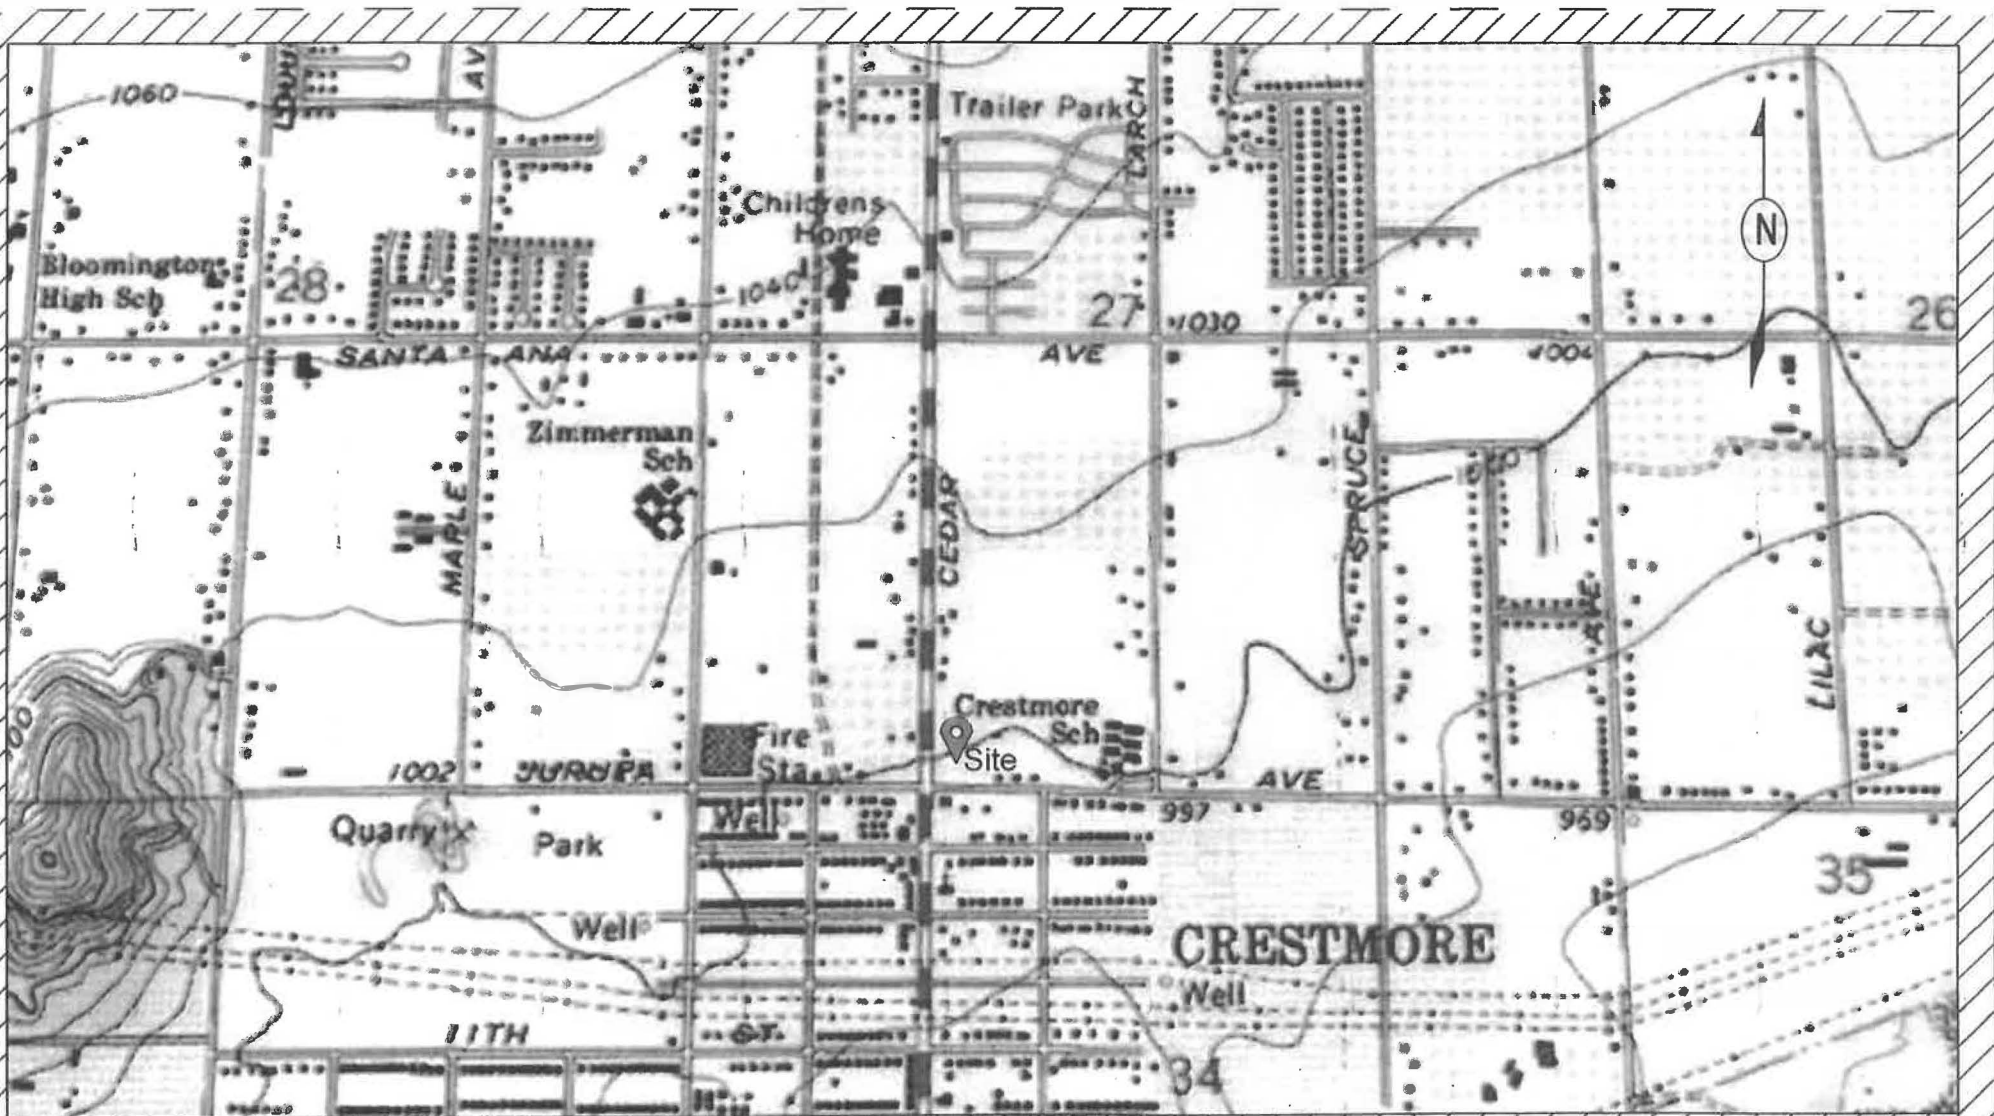 1060
AV
Trailer Park
LARCH
Childrens
Home
N
Bloomington
High Sch
28
1040
27
1030
26
SANTA ANA AVE
1004
Zimmerman
Sch
MAPLE
CEDAR
SPRUCE
AVE
LILAC
Crestmore
Sch
Fire
Sta
Site
1002
JURUPA AVE
Quarry
Park
Well
997
969
35
Well
CRESTMORE
Well
11TH ST
34